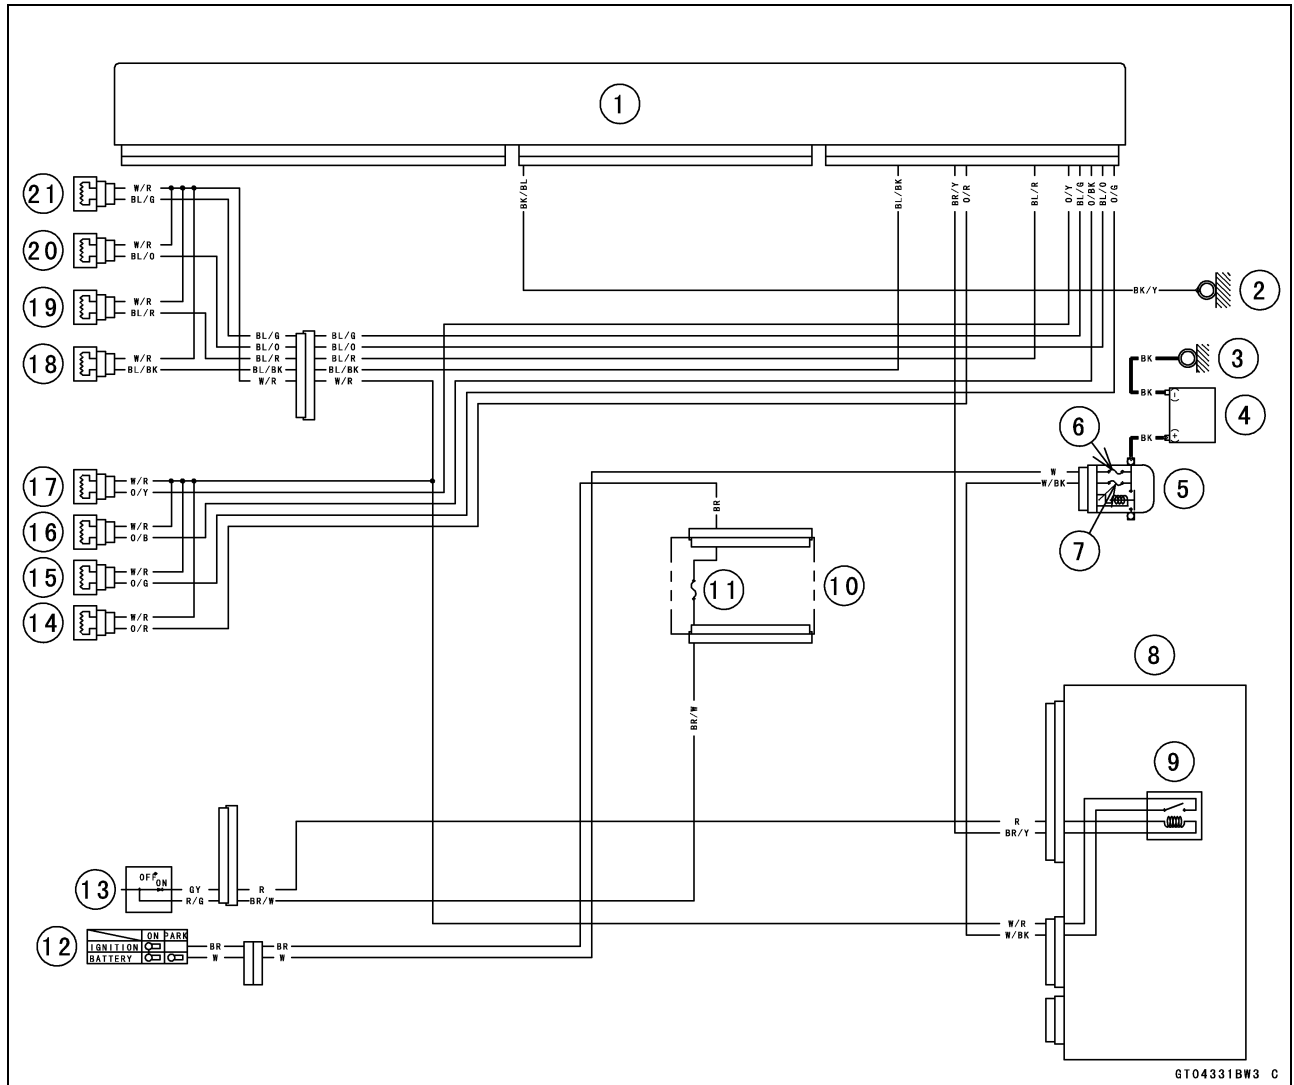 1
21
W/R
BL/G
BK/BL
BL/BK
BR/Y
O/R
BL/R
O/Y
BL/G
O/BK
BL/O
O/G
20
W/R
BL/O
BK/Y
2
19
W/R
BL/R
BL/G BL/G
BL/O BL/O
18
W/R
BL/BK
BL/R BL/R
BL/BK BL/BK
W/R W/R
BK
3
BK
(-)
4
(+)
BK
6
17
W/R
O/Y
W
W/BK
5
BR
16
W/R
O/B
7
15
W/R
O/G
11
10
14
W/R
O/R
8
BR/W
9
R
BR/Y
13
OFF
ON
GY R
R/G BR/W
W/R
W/BK
12
ON PARK
IGNITION
BATTERY
BR BR
W W
GT04331BW3 C